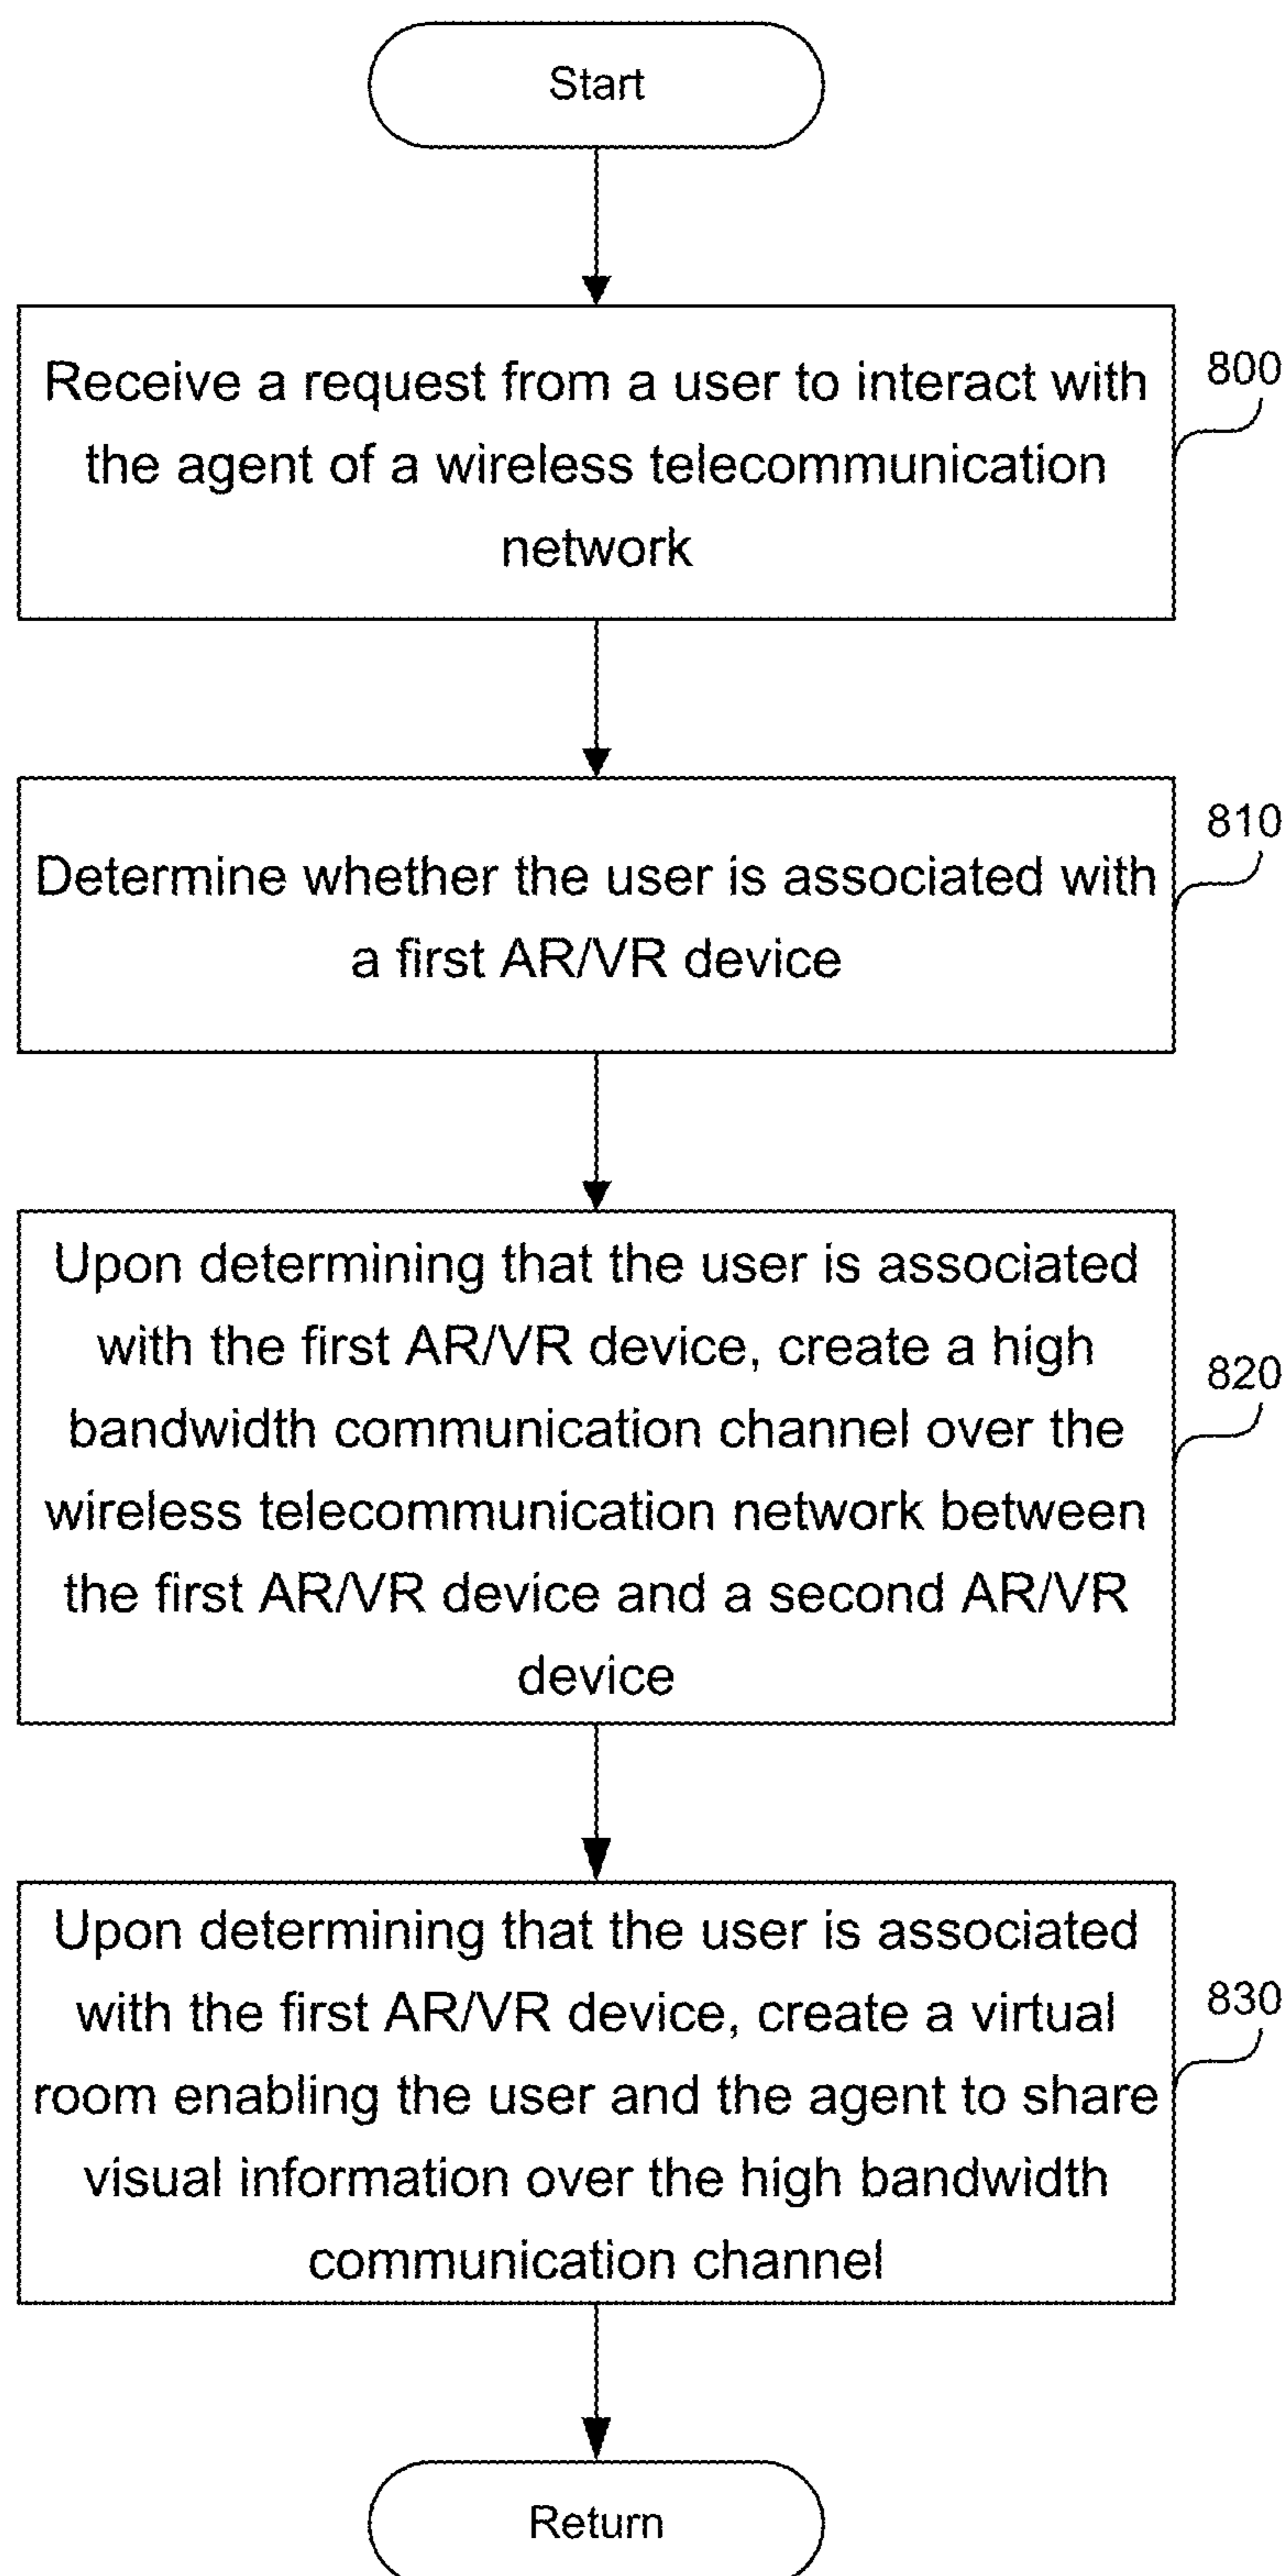 Start
Receive a request from a user to interact with
the agent of a wireless telecommunication
network
800
Determine whether the user is associated with
a first AR/VR device
810
Upon determining that the user is associated
with the first AR/VR device, create a high
bandwidth communication channel over the
wireless telecommunication network between
the first AR/VR device and a second AR/VR
device
820
Upon determining that the user is associated
with the first AR/VR device, create a virtual
room enabling the user and the agent to share
visual information over the high bandwidth
communication channel
830
Return